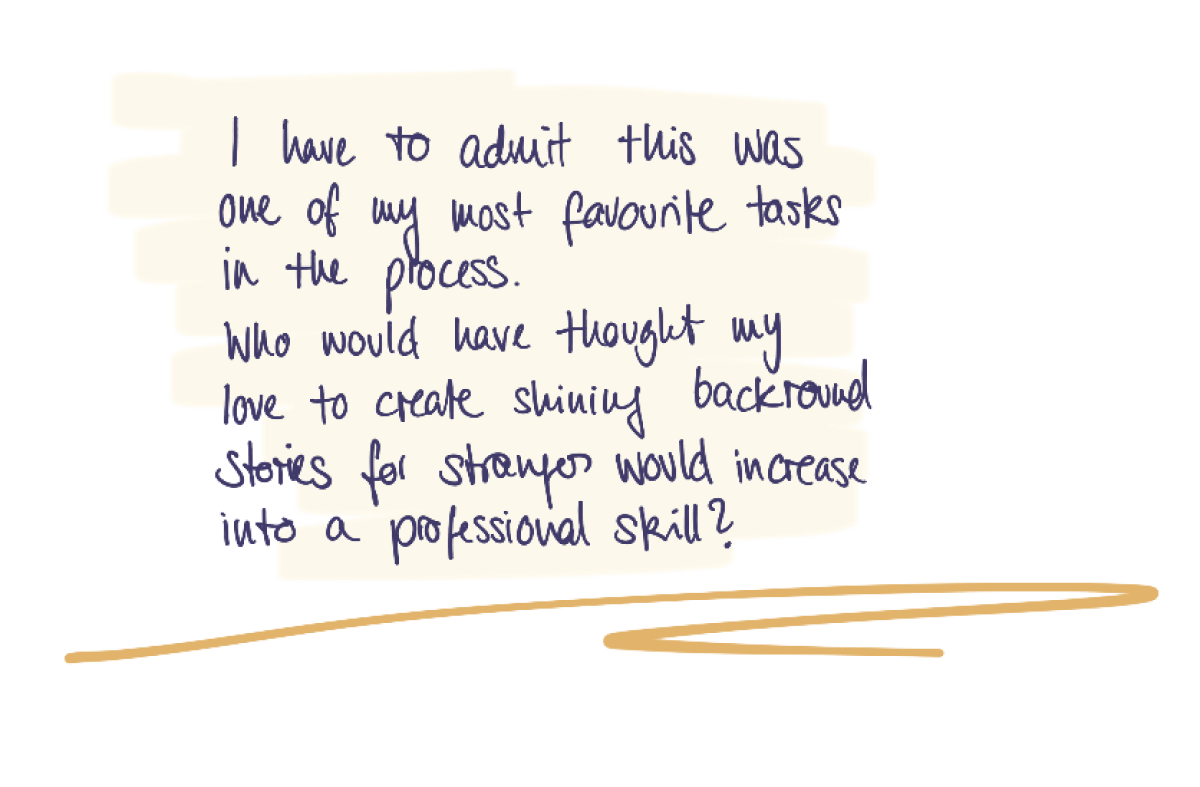 I have to admit this was
one of my most favourite tasks
in the process.
Who would have thought my
love to create shining backround
stories for stranger would increase
into a professional skill?